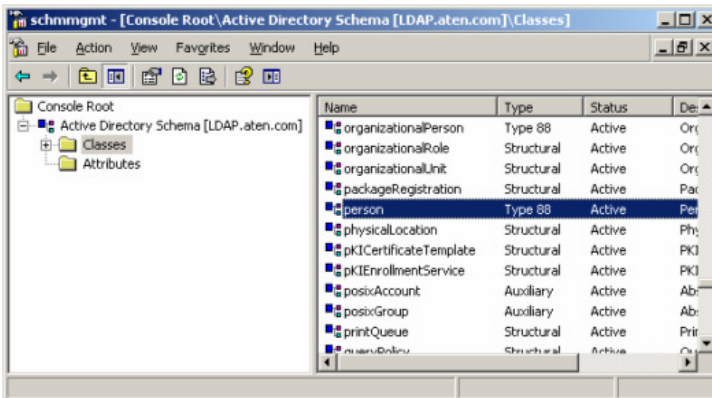 schmmgmt - [Console Root\Active Directory Schema [LDAP.aten.com]\Classes]
File Action View Favorites Window Help
Console Root
Active Directory Schema [LDAP.aten.com]
Classes
Attributes
Name Type Status
organizationalPerson Type 88 Active
organizationalRole Structural Active
organizationalUnit Structural Active
packageRegistration Structural Active
person Type 88 Active
physicalLocation Structural Active
pKICertificateTemplate Structural Active
pKIEnrollmentService Structural Active
posixAccount Auxiliary Active
posixGroup Auxiliary Active
printQueue Structural Active
queryPolicy Structural Active